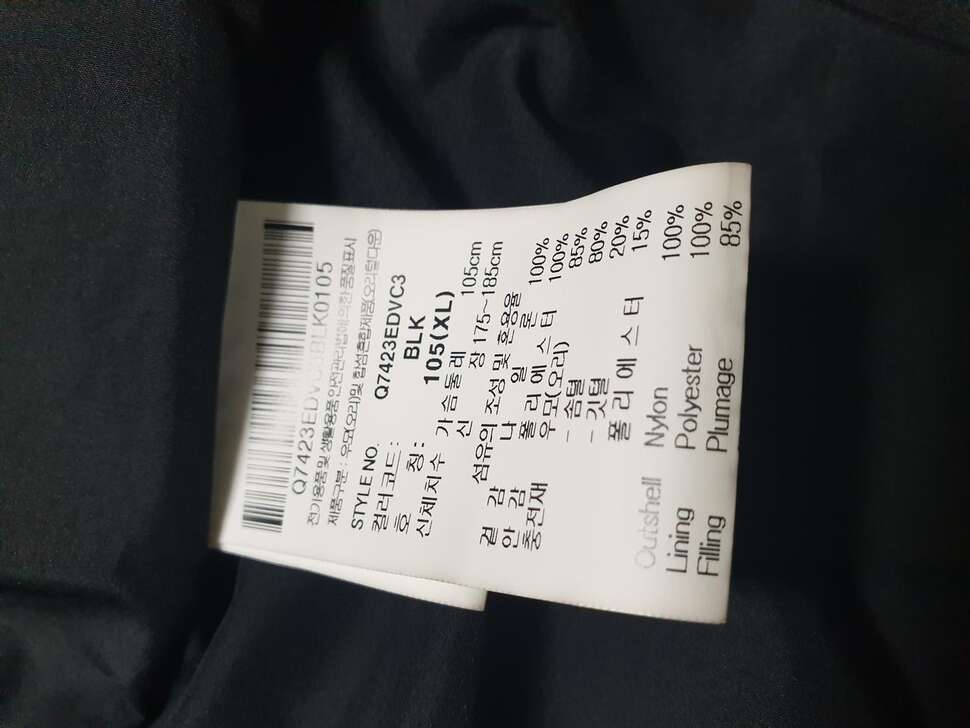 Q7423EDVC3BLK0105
전기용품 및 생활용품 안전관리법에 의한 품질표시
제품구분 : 우모(오리)및 합성혼합제품(오리털다운)
STYLE NO. Q7423EDVC3
컬러코드 : BLK
호 칭 : 105(XL)
신체치수 가 슴 둘 레 105cm
신 장 175~185cm
섬유의 조성 및 혼용율
겉 감 나 일 론 100%
안 감 폴 리 에 스 터 100%
충전재 우모(오리) 85%
- 솜털 80%
- 깃털 20%
폴 리 에 스 터 15%
Outshell Nylon 100%
Lining Polyester 100%
Filling Plumage 85%